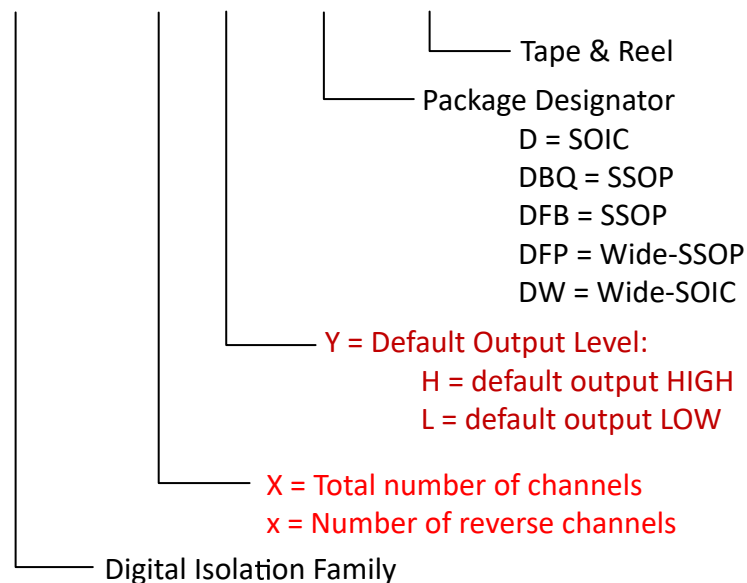 Tape & Reel
Package Designator
D = SOIC
DBQ = SSOP
DFB = SSOP
DFP = Wide-SSOP
DW = Wide-SOIC
Y = Default Output Level:
H = default output HIGH
L = default output LOW
X = Total number of channels
x = Number of reverse channels
Digital Isolation Family